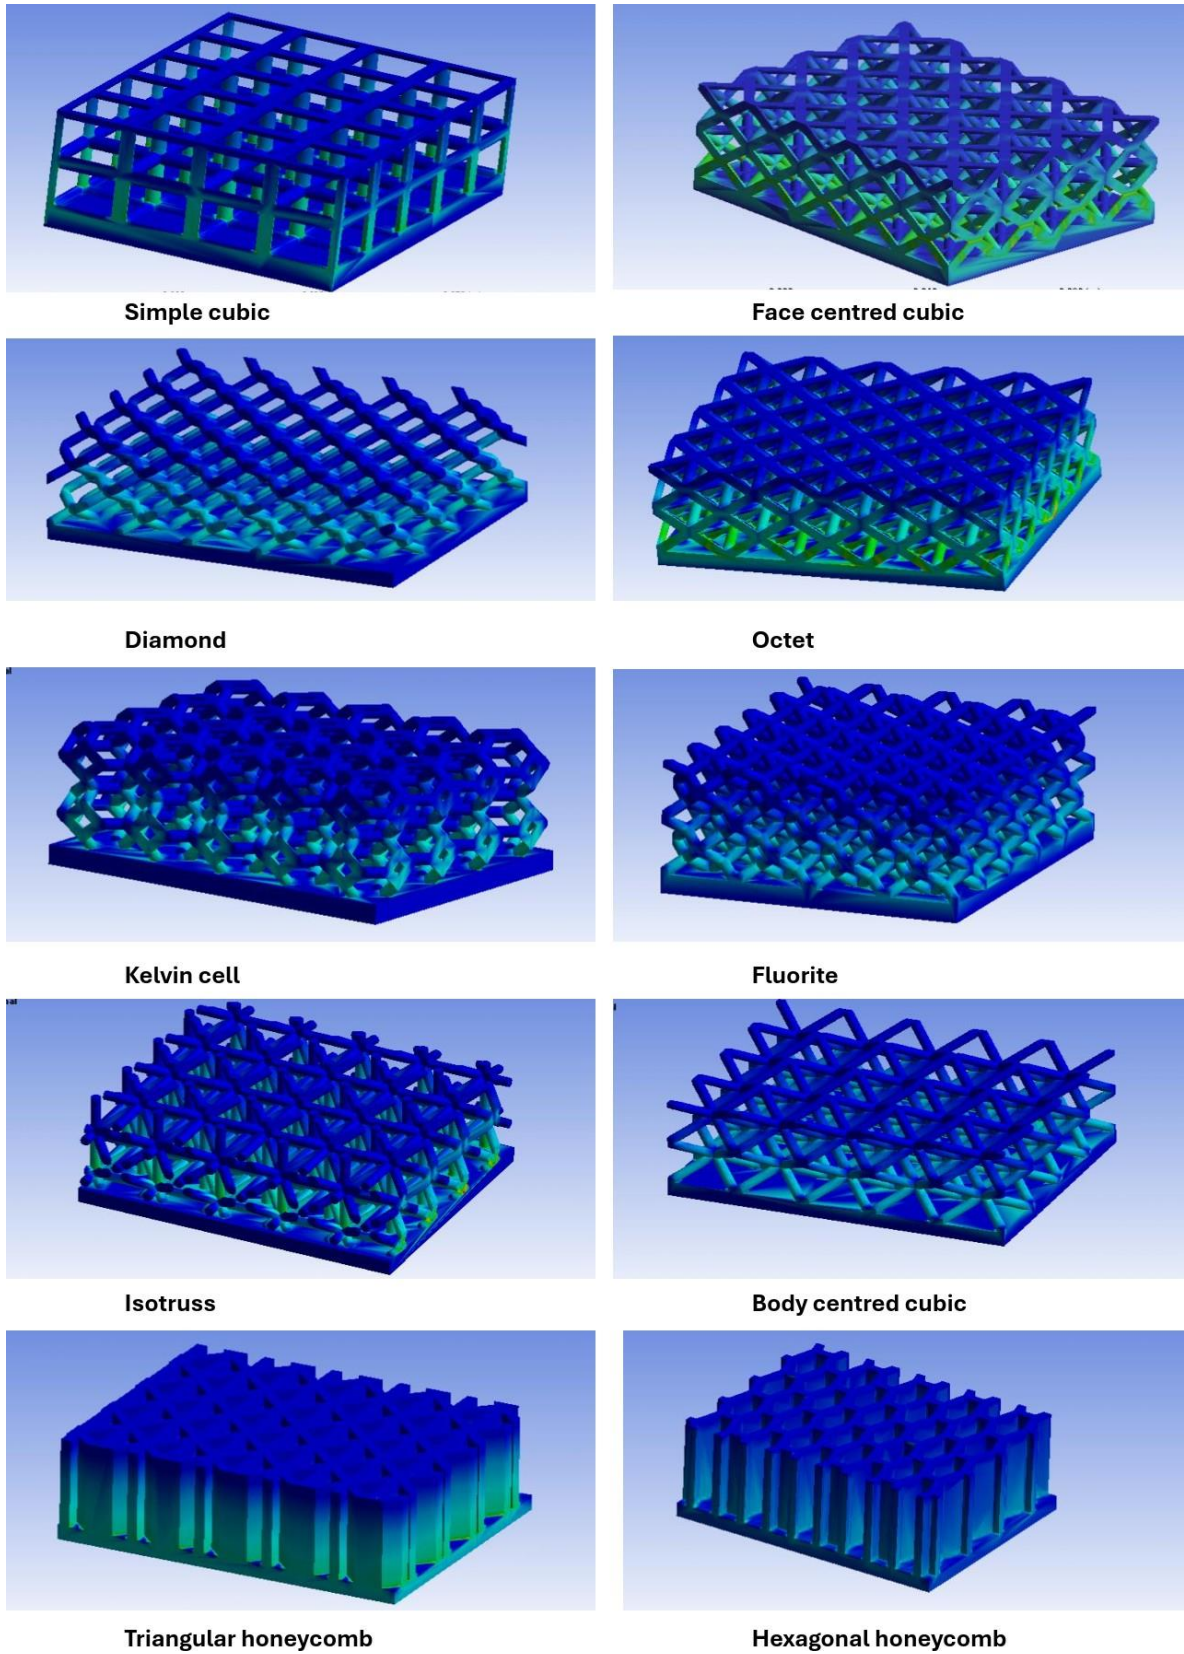 Simple cubic
Face centred cubic
Diamond
Octet
Kelvin cell
Fluorite
Isotruss
Body centred cubic
Triangular honeycomb
Hexagonal honeycomb